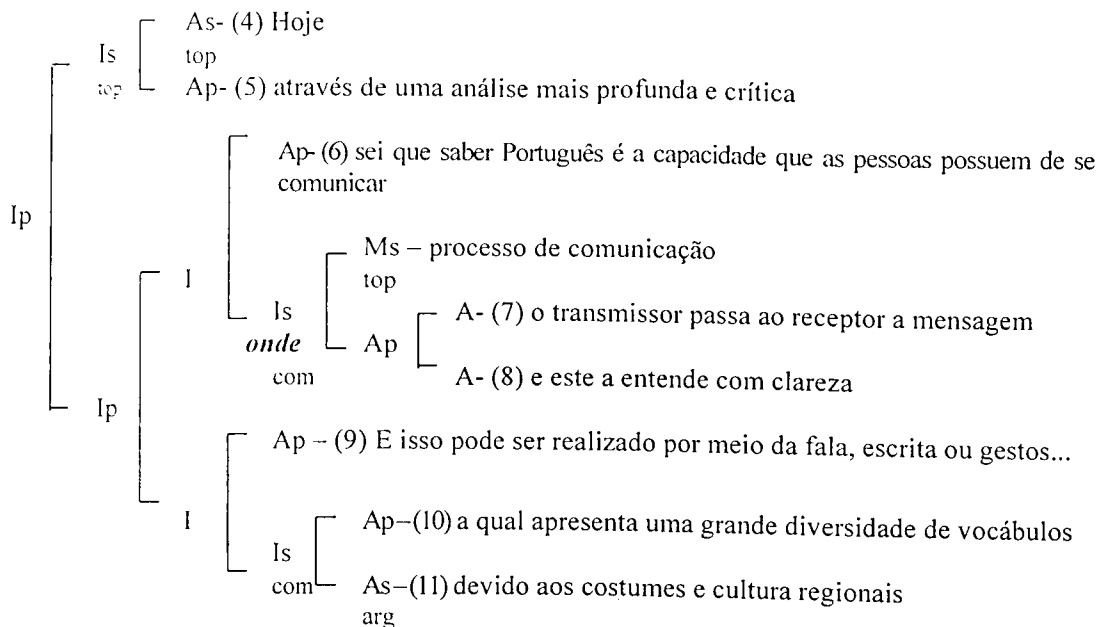 As- (4) Hoje
Is
top
top
Ap- (5) através de uma análise mais profunda e crítica
Ap- (6) sei que saber Português é a capacidade que as pessoas possuem de se
comunicar
Ip
Ms – processo de comunicação
I
top
Is
A- (7) o transmissor passa ao receptor a mensagem
onde
Ap
com
A- (8) e este a entende com clareza
Ip
Ap – (9) E isso pode ser realizado por meio da fala, escrita ou gestos...
I
Ap–(10) a qual apresenta uma grande diversidade de vocábulos
Is
com
As–(11) devido aos costumes e cultura regionais
arg